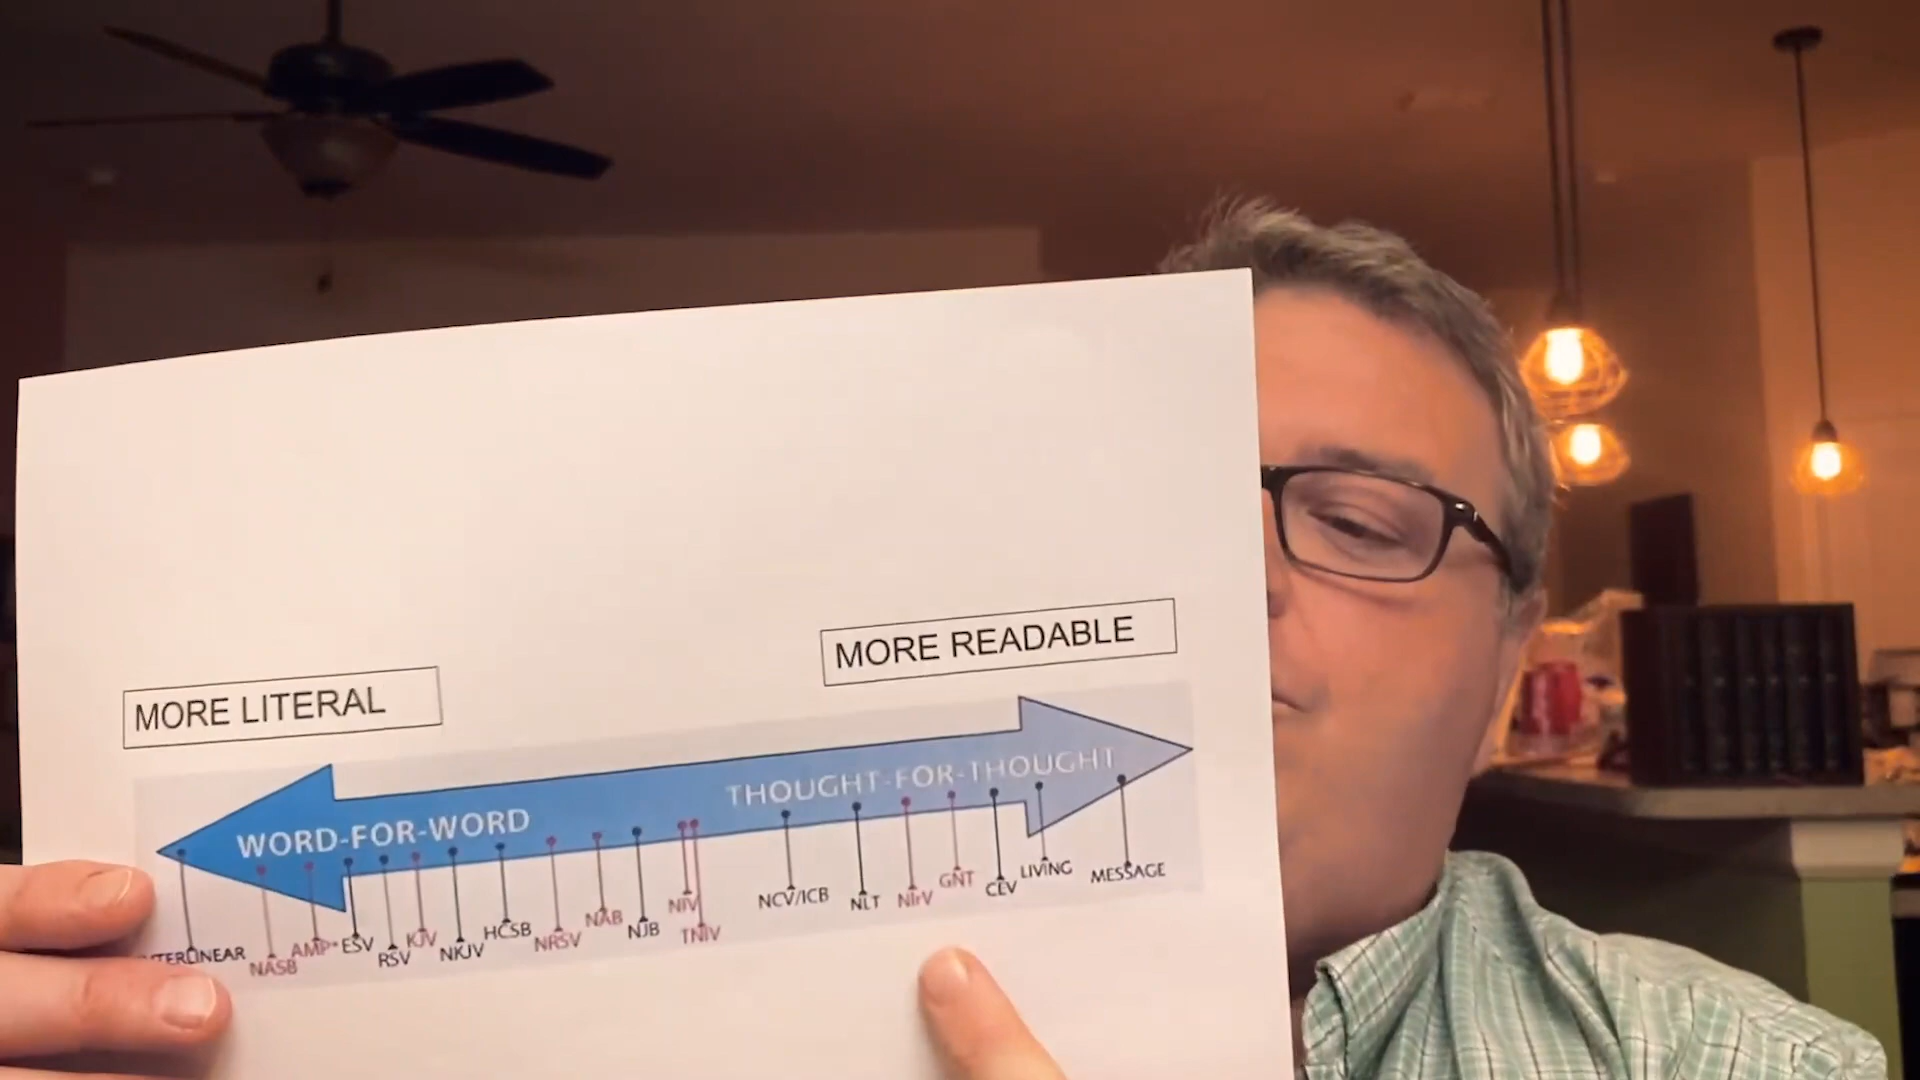 MORE LITERAL
MORE READABLE
WORD-FOR-WORD
THOUGHT-FOR-THOUGHT
TERLINEAR
NASB
AMP*
ESV
RSV
KJV
NKJV
HCSB
NRSV
NAB
NJB
NIV
TNIV
NCV/ICB
NLT
NIrV
GNT
CEV
LIVING
MESSAGE